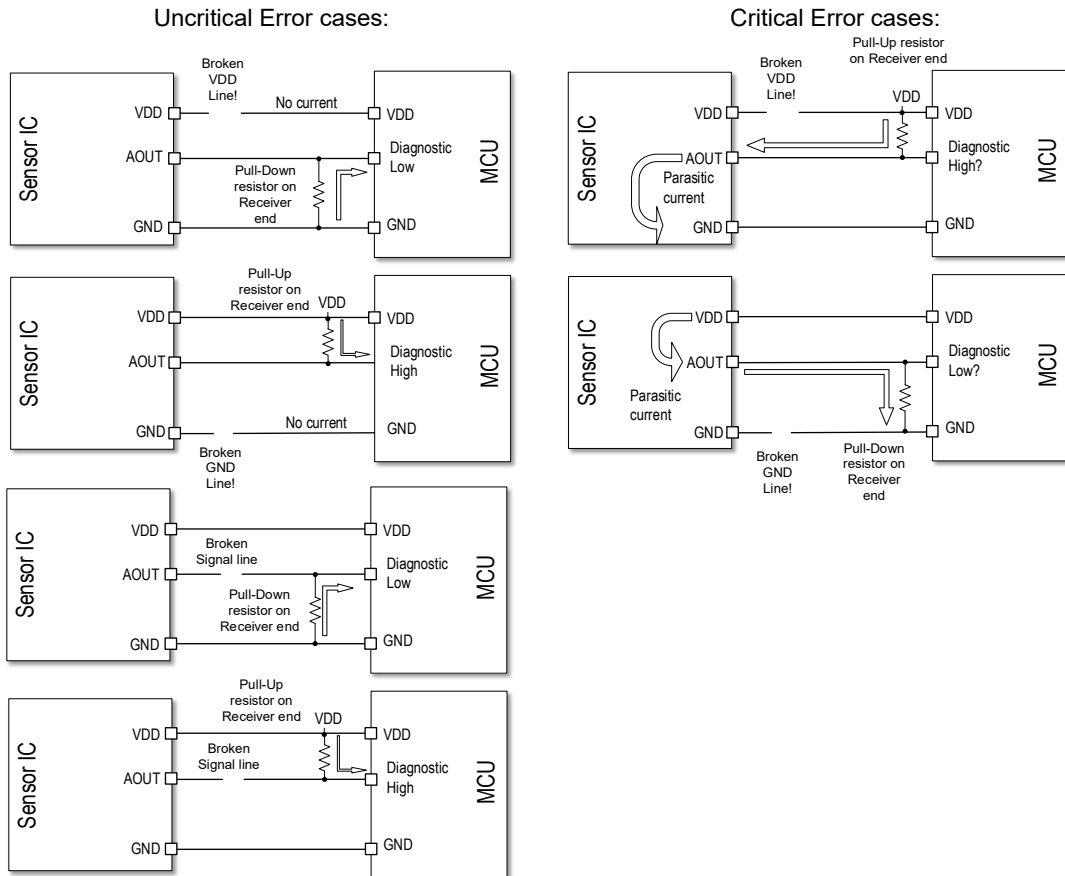 Uncritical Error cases:
Sensor IC
VDD
AOUT
GND
Broken
VDD
Line!
No current
Pull-Down
resistor on
Receiver
end
VDD
Diagnostic
Low
GND
MCU
Sensor IC
VDD
AOUT
GND
Pull-Up
resistor on
Receiver end
VDD
No current
Broken
GND
Line!
VDD
Diagnostic
High
GND
MCU
Sensor IC
VDD
AOUT
GND
Broken
Signal line
Pull-Down
resistor on
Receiver end
VDD
Diagnostic
Low
GND
MCU
Sensor IC
VDD
AOUT
GND
Pull-Up
resistor on
Receiver end
VDD
Broken
Signal line
VDD
Diagnostic
High
GND
MCU
Critical Error cases:
Sensor IC
VDD
AOUT
GND
Broken
VDD
Line!
Pull-Up resistor
on Receiver end
VDD
Parasitic
current
VDD
Diagnostic
High?
GND
MCU
Sensor IC
VDD
AOUT
GND
Parasitic
current
Broken
GND
Line!
Pull-Down
resistor on
Receiver
end
VDD
Diagnostic
Low?
GND
MCU